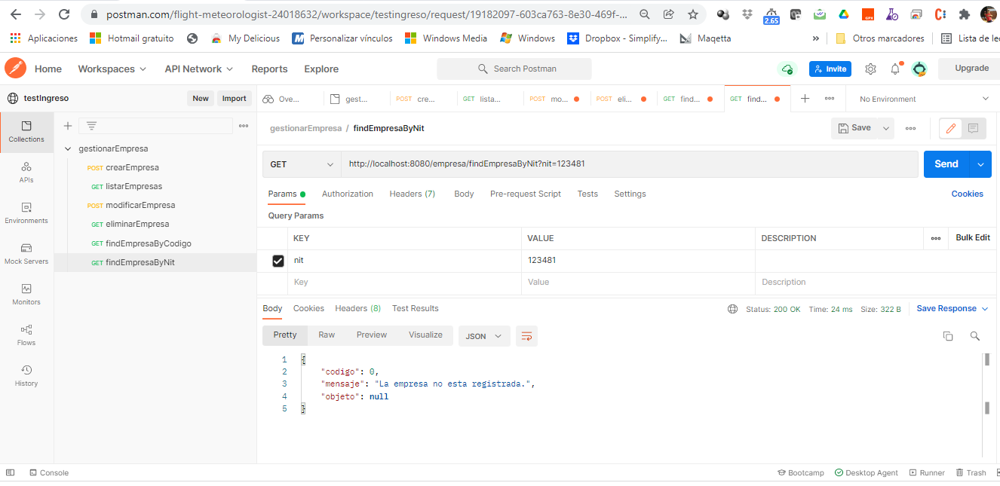 postman.com/flight-meteorologist-24018632/workspace/testingreso/request/19182097-603ca763-8e30-469f-...
2.65
GPX
Aplicaciones Hotmail gratuito My Delicious Personalizar vínculos Windows Media Windows Dropbox - Simplify... Maqetta » Otros marcadores Lista de le
Home Workspaces API Network Reports Explore Search Postman Invite Upgrade
testIngreso New Import Ove... gest... POST cre... GET lista... POST mo... POST eli... GET find... GET find... No Environment
Collections
APIs
Environments
Mock Servers
Monitors
Flows
History
gestionarEmpresa
POST crearEmpresa
GET listarEmpresas
POST modificarEmpresa
GET eliminarEmpresa
GET findEmpresaByCodigo
GET findEmpresaByNit
gestionarEmpresa / findEmpresaByNit Save
GET http://localhost:8080/empresa/findEmpresaByNit?nit=123481 Send
Params Authorization Headers (7) Body Pre-request Script Tests Settings Cookies
Query Params
KEY VALUE DESCRIPTION Bulk Edit
nit 123481
Key Value Description
Body Cookies Headers (8) Test Results Status: 200 OK Time: 24 ms Size: 322 B Save Response
Pretty Raw Preview Visualize JSON
1 {
2 "codigo": 0,
3 "mensaje": "La empresa no esta registrada.",
4 "objeto": null
5 }
Console Bootcamp Desktop Agent Runner Trash